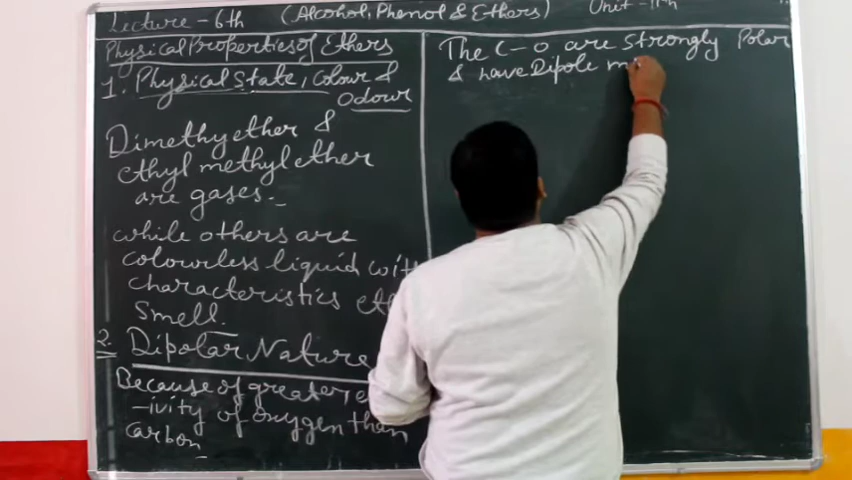 Lecture - 6th (Alcohol, Phenol & Ethers) Unit - 11th
Physical Properties of Ethers
1. Physical State, Colour &
Odour
Dimethyether &
ethyl methyl ether
are gases.
while others are
colourless liquid with
characteristics
Smell.
2. Dipolar Nature
Because of greater
-ivity of oxygen than
carbon
The C-O are strongly Polar
& have Dipole m